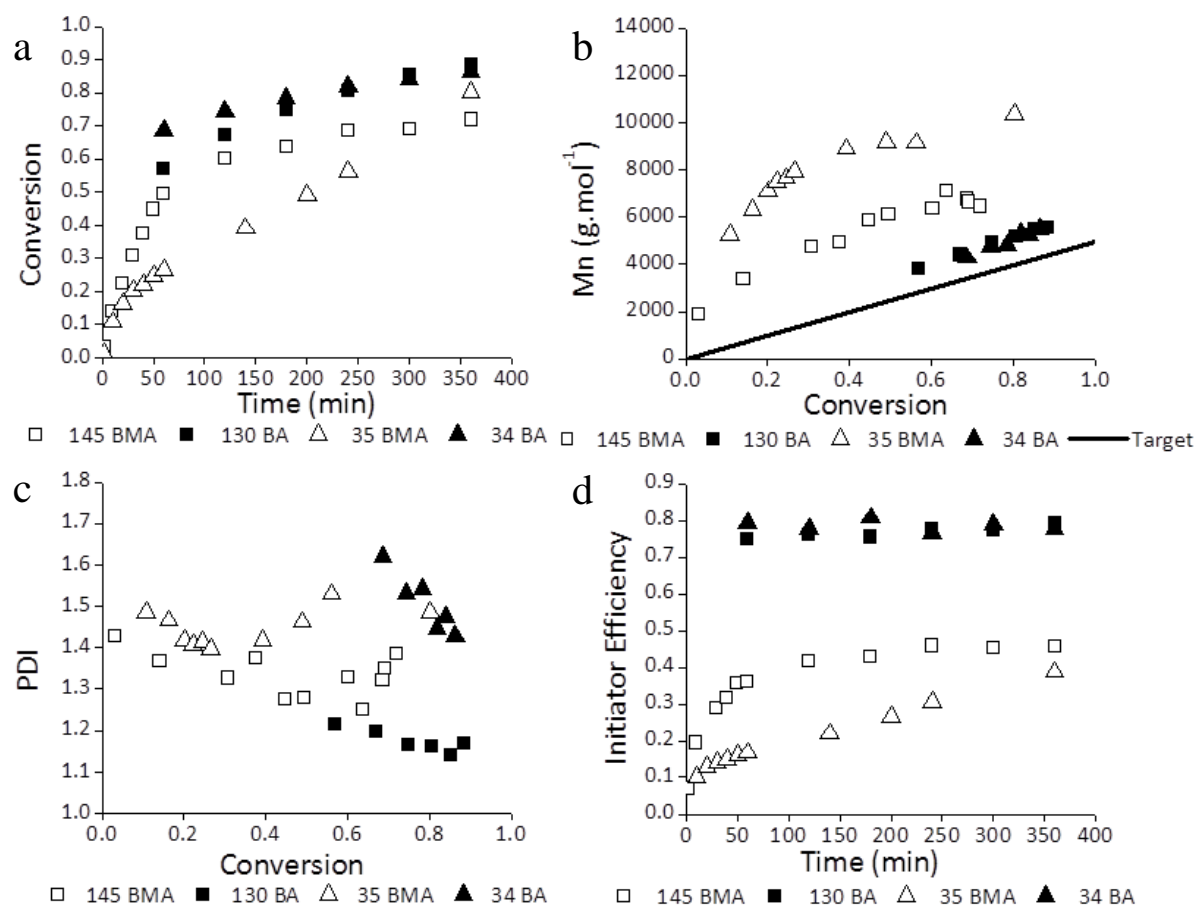 a
1.0
0.9
0.8
0.7
0.6
0.5
0.4
0.3
0.2
0.1
0.0
Conversion
0 50 100 150 200 250 300 350 400
Time (min)
145 BMA 130 BA 35 BMA 34 BA
b
14000
12000
10000
8000
6000
4000
2000
0
Mn (g.mol-1)
0.0 0.2 0.4 0.6 0.8 1.0
Conversion
145 BMA 130 BA 35 BMA 34 BA Target
c
1.8
1.7
1.6
1.5
1.4
1.3
1.2
1.1
1.0
PDI
0.0 0.2 0.4 0.6 0.8 1.0
Conversion
145 BMA 130 BA 35 BMA 34 BA
d
0.9
0.8
0.7
0.6
0.5
0.4
0.3
0.2
0.1
0.0
Initiator Efficiency
0 50 100 150 200 250 300 350 400
Time (min)
145 BMA 130 BA 35 BMA 34 BA